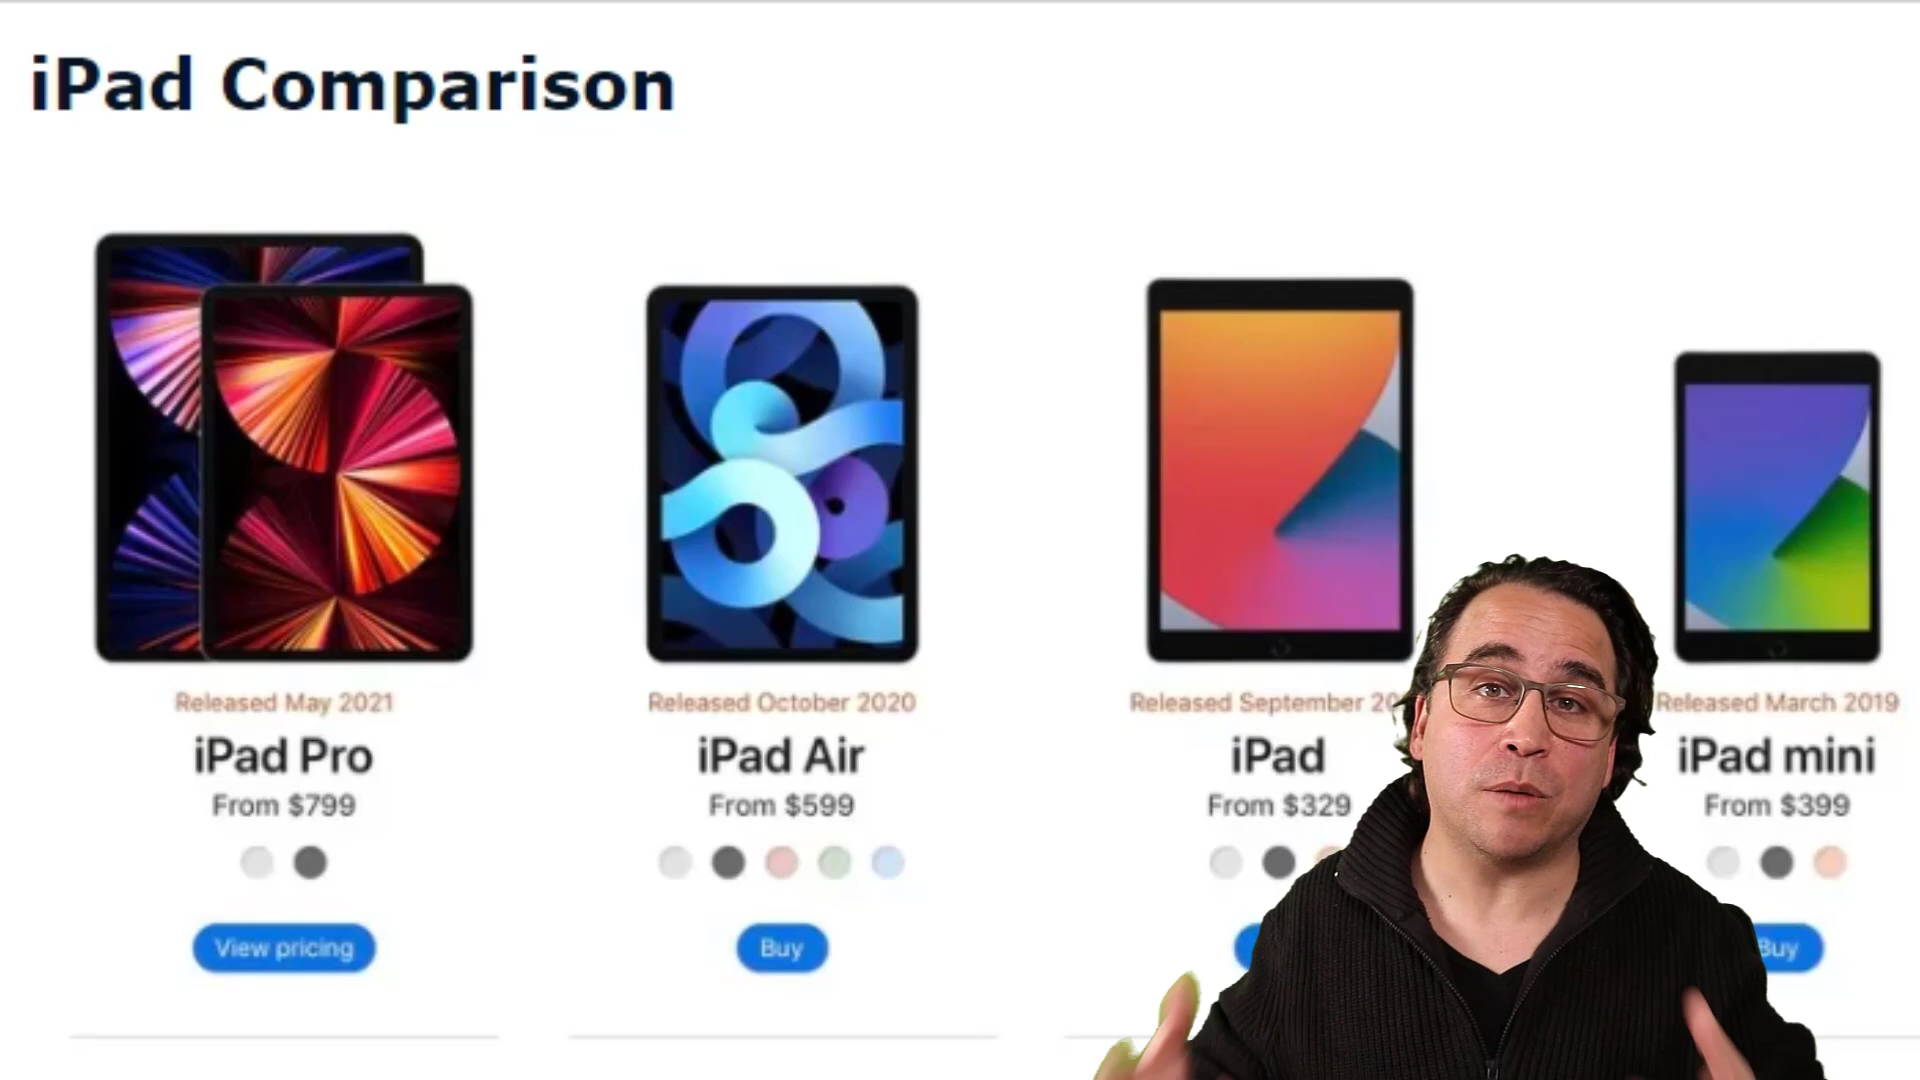 iPad Comparison
Released May 2021
iPad Pro
From $799
View pricing
Released October 2020
iPad Air
From $599
Buy
Released September
iPad
From $329
Released March 2019
iPad mini
From $399
Buy